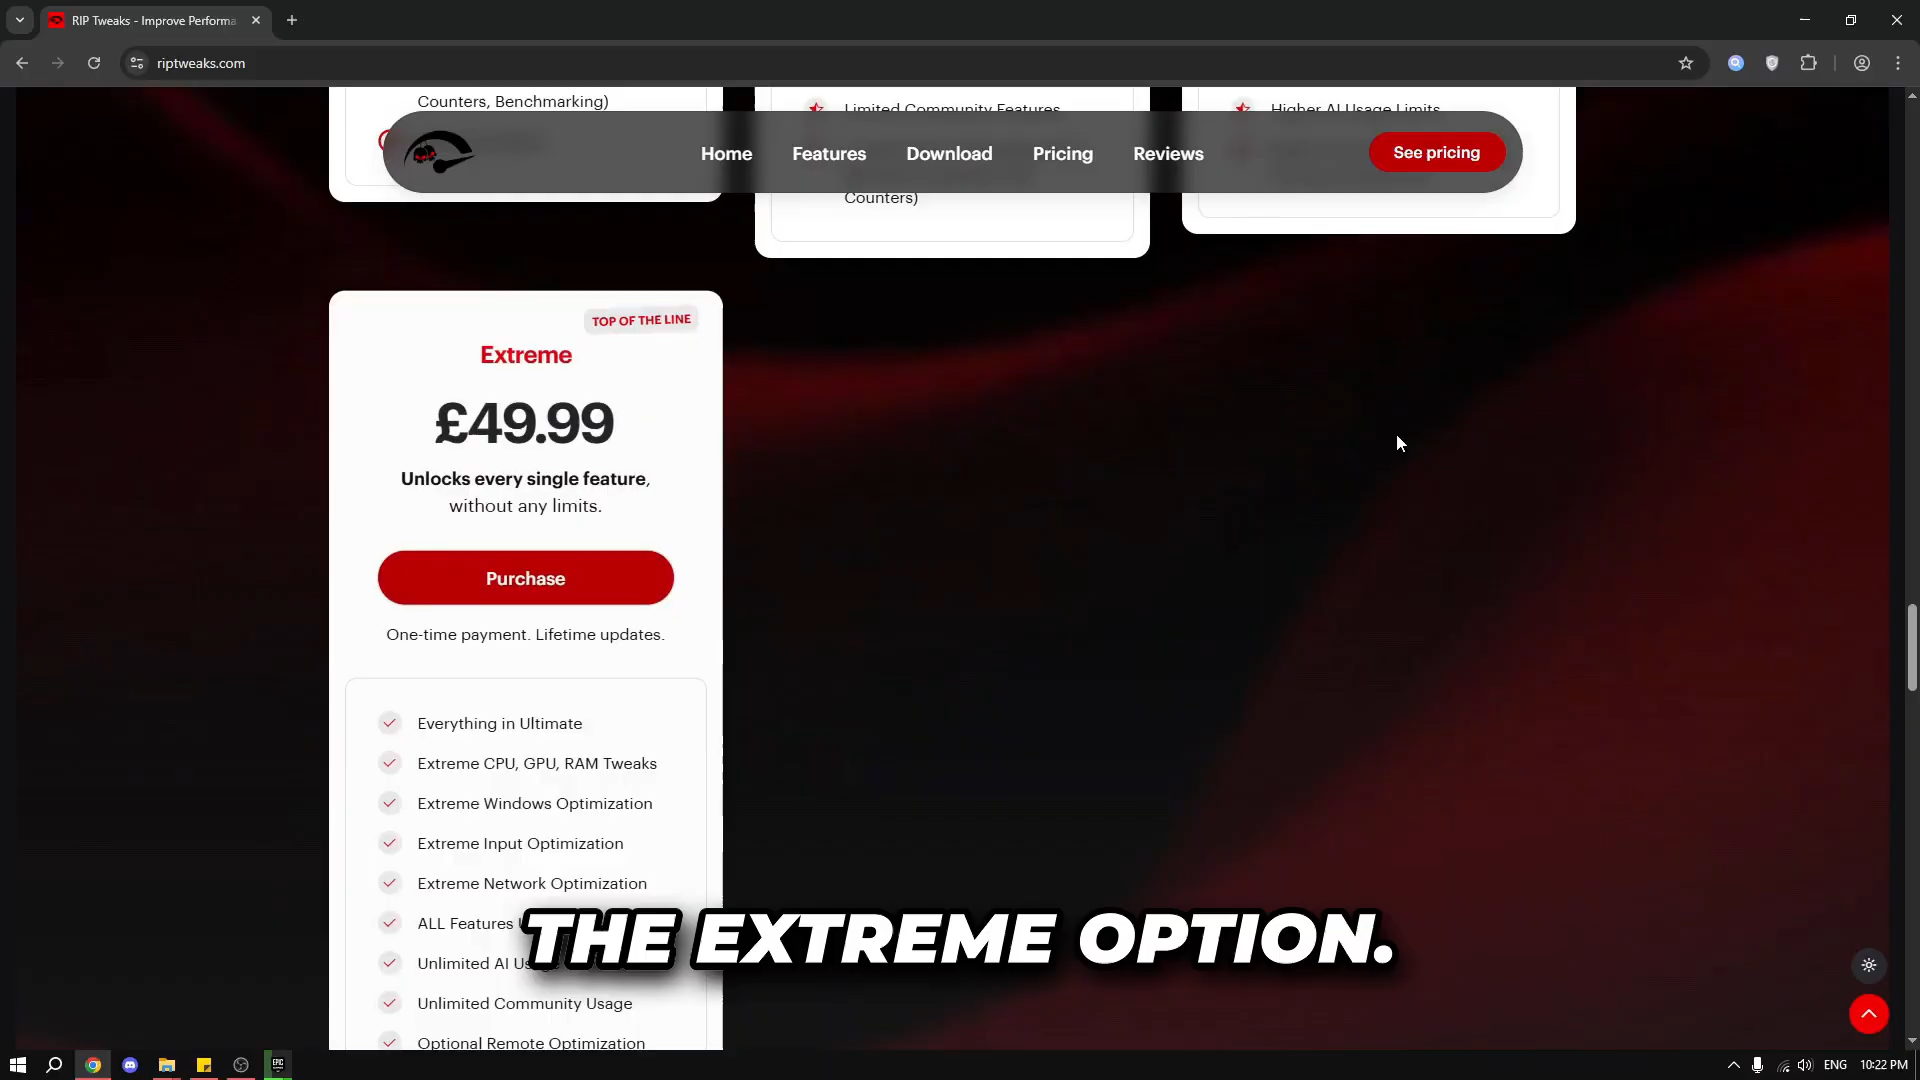 RIP Tweaks - Improve Performa
riptweaks.com
Counters, Benchmarking)
Limited Community Features
Higher AI Usage Limits
Home
Features
Download
Pricing
Reviews
See pricing
Counters)
TOP OF THE LINE
Extreme
£49.99
Unlocks every single feature,
without any limits.
Purchase
One-time payment. Lifetime updates.
Everything in Ultimate
Extreme CPU, GPU, RAM Tweaks
Extreme Windows Optimization
Extreme Input Optimization
Extreme Network Optimization
ALL Features
THE EXTREME OPTION.
Unlimited AI
Unlimited Community Usage
Optional Remote Optimization
EPIC
ENG
10:22 PM